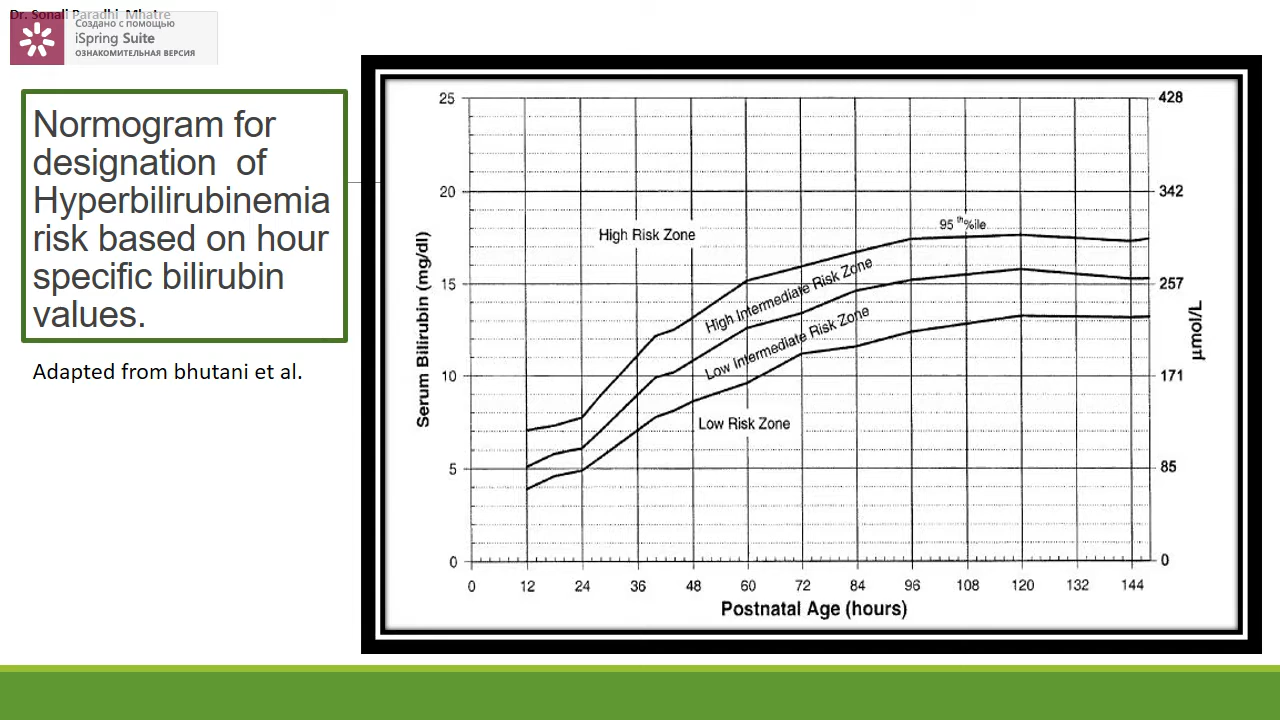 Dr. Sonali Paradhi Mhatre
Создано с помощью
iSpring Suite
ОЗНАКОМИТЕЛЬНАЯ ВЕРСИЯ
Normogram for
designation of
Hyperbilirubinemia
risk based on hour
specific bilirubin
values.
Adapted from bhutani et al.
25
20
15
10
5
0
Serum Bilirubin (mg/dl)
High Risk Zone
95 th%ile
High Intermediate Risk Zone
Low Intermediate Risk Zone
Low Risk Zone
428
342
257
171
85
0
µmol/L
0 12 24 36 48 60 72 84 96 108 120 132 144
Postnatal Age (hours)